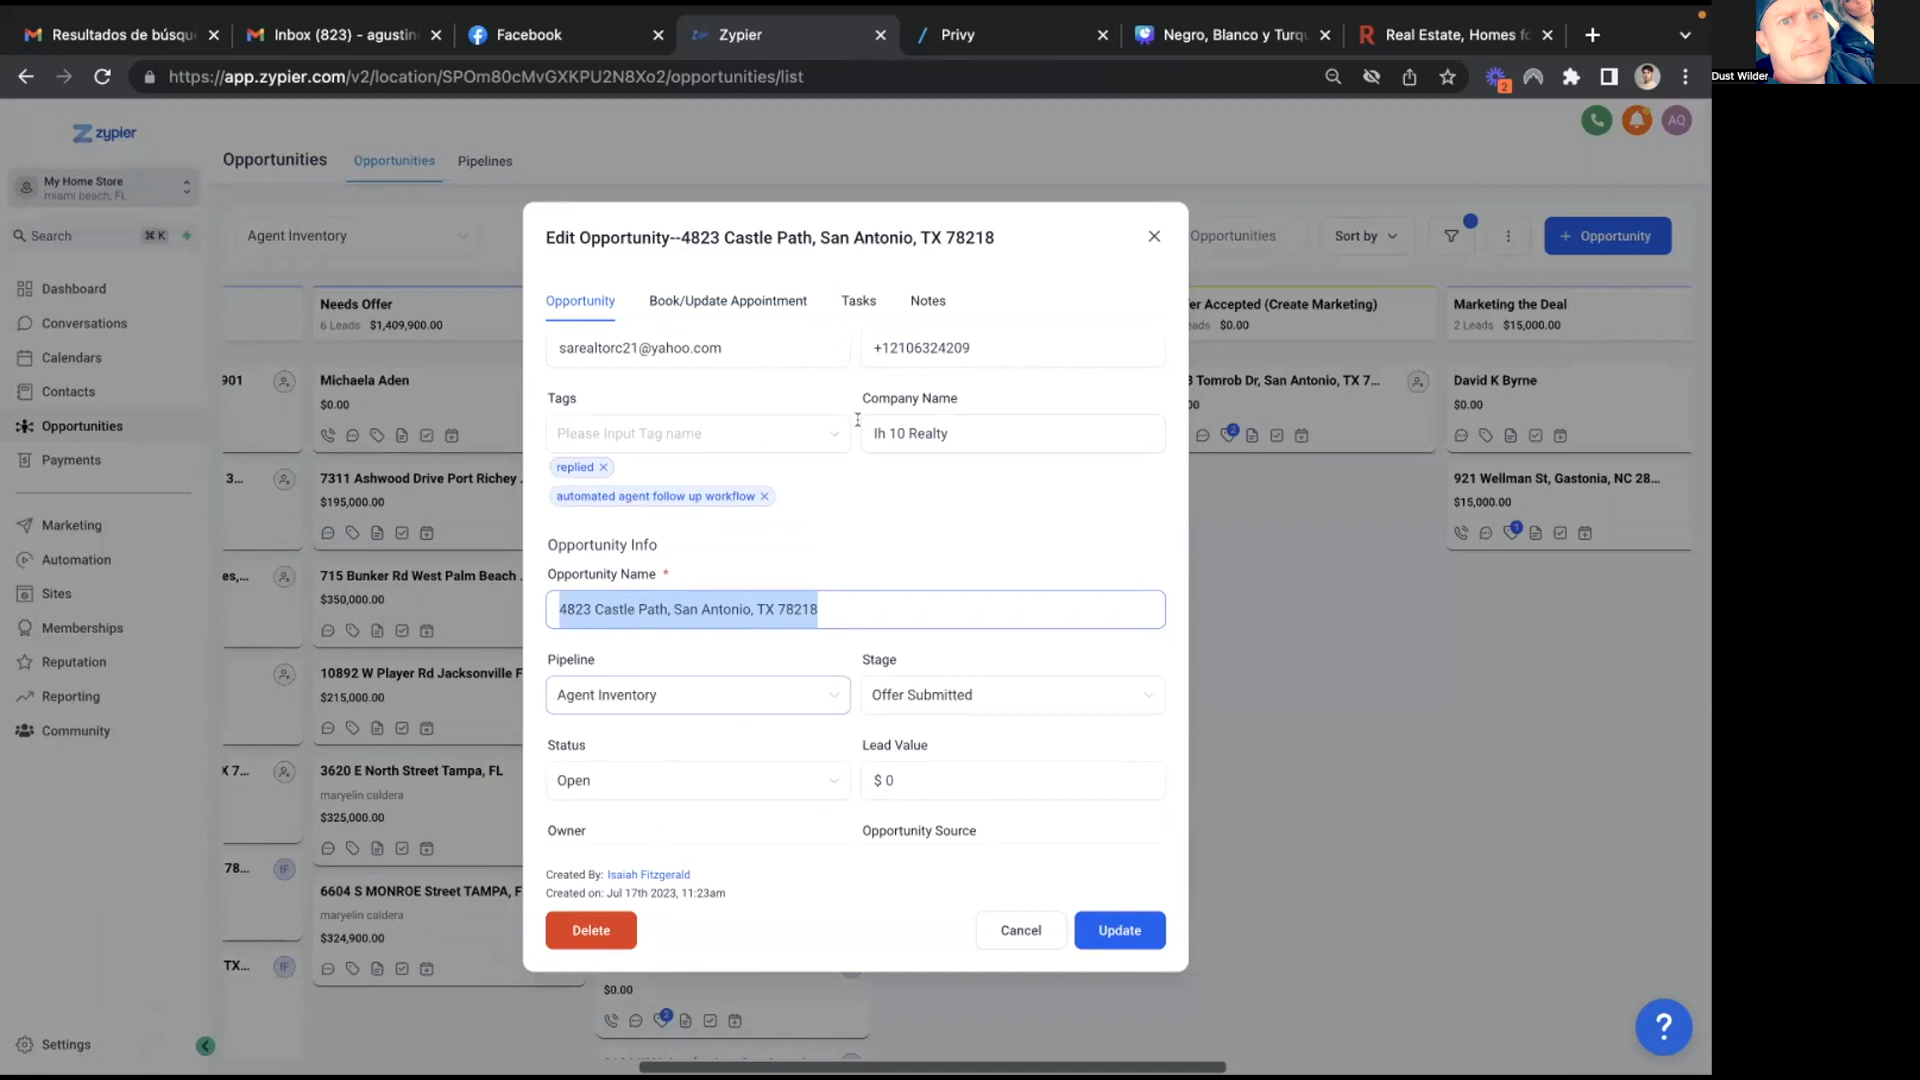 Resultados de búsqu
Inbox (823) - agustin
Facebook
Zypier
Privy
Negro, Blanco y Turqu
Real Estate, Homes fo
https://app.zypier.com/v2/location/SPOm80cMvGXKPU2N8Xo2/opportunities/list
2
Dust Wilder
zypier
Opportunities
Opportunities
Pipelines
AQ
My Home Store
miami beach, FL
Search
⌘ K
Agent Inventory
Opportunities
Sort by
+ Opportunity
Dashboard
Conversations
Calendars
Contacts
Opportunities
Payments
Marketing
Automation
Sites
Memberships
Reputation
Reporting
Community
Settings
901
3...
es,...
X 7...
78...
IF
TX...
IF
Needs Offer
6 Leads $1,409,900.00
Michaela Aden
$0.00
7311 Ashwood Drive Port Richey .
$195,000.00
715 Bunker Rd West Palm Beach .
$350,000.00
10892 W Player Rd Jacksonville F
$215,000.00
3620 E North Street Tampa, FL
maryelin caldera
$325,000.00
6604 S MONROE Street TAMPA, F
maryelin caldera
$324,900.00
$0.00
2
Edit Opportunity--4823 Castle Path, San Antonio, TX 78218
Opportunity
Book/Update Appointment
Tasks
Notes
sarealtorc21@yahoo.com
+12106324209
Tags
Company Name
Please Input Tag name
Ih 10 Realty
replied
automated agent follow up workflow
Opportunity Info
Opportunity Name *
4823 Castle Path, San Antonio, TX 78218
Pipeline
Stage
Agent Inventory
Offer Submitted
Status
Lead Value
Open
$ 0
Owner
Opportunity Source
Created By: Isaiah Fitzgerald
Created on: Jul 17th 2023, 11:23am
Delete
Cancel
Update
er Accepted (Create Marketing)
eads $0.00
3 Tomrob Dr, San Antonio, TX 7...
00
2
Marketing the Deal
2 Leads $15,000.00
David K Byrne
$0.00
921 Wellman St, Gastonia, NC 28...
$15,000.00
1
?